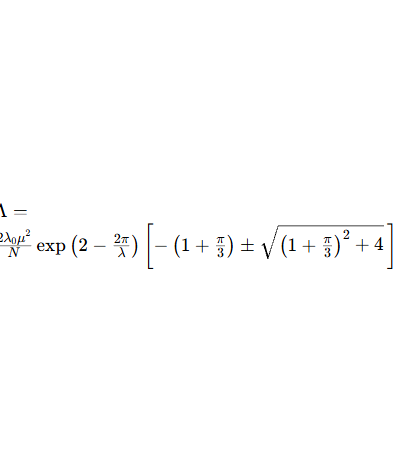 Λ =
2λ₀μ²/N exp (2 − 2π/λ) [−(1 + π/3) ± √((1 + π/3)² + 4)]